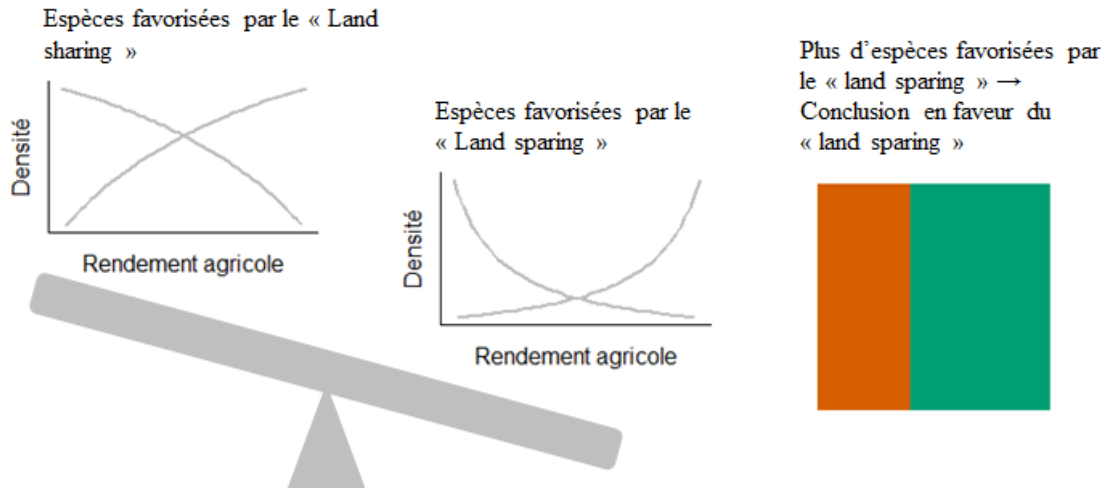 Espèces favorisées par le « Land
sharing »
Densité
Rendement agricole
Espèces favorisées par le
« Land sparing »
Densité
Rendement agricole
Plus d'espèces favorisées par
le « land sparing » →
Conclusion en faveur du
« land sparing »